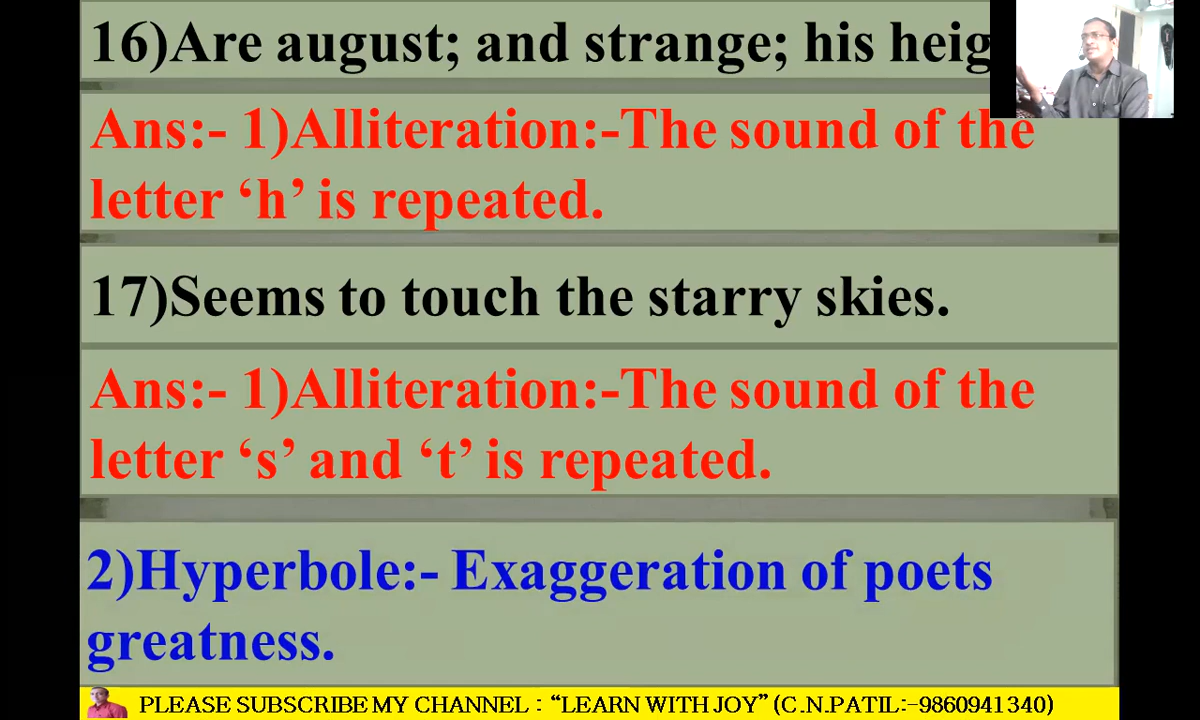 16)Are august; and strange; his heig
Ans:- 1)Alliteration:-The sound of the
letter ‘h’ is repeated.
17)Seems to touch the starry skies.
Ans:- 1)Alliteration:-The sound of the
letter ‘s’ and ‘t’ is repeated.
2)Hyperbole:- Exaggeration of poets
greatness.
PLEASE SUBSCRIBE MY CHANNEL : “LEARN WITH JOY” (C.N.PATIL:-9860941340)